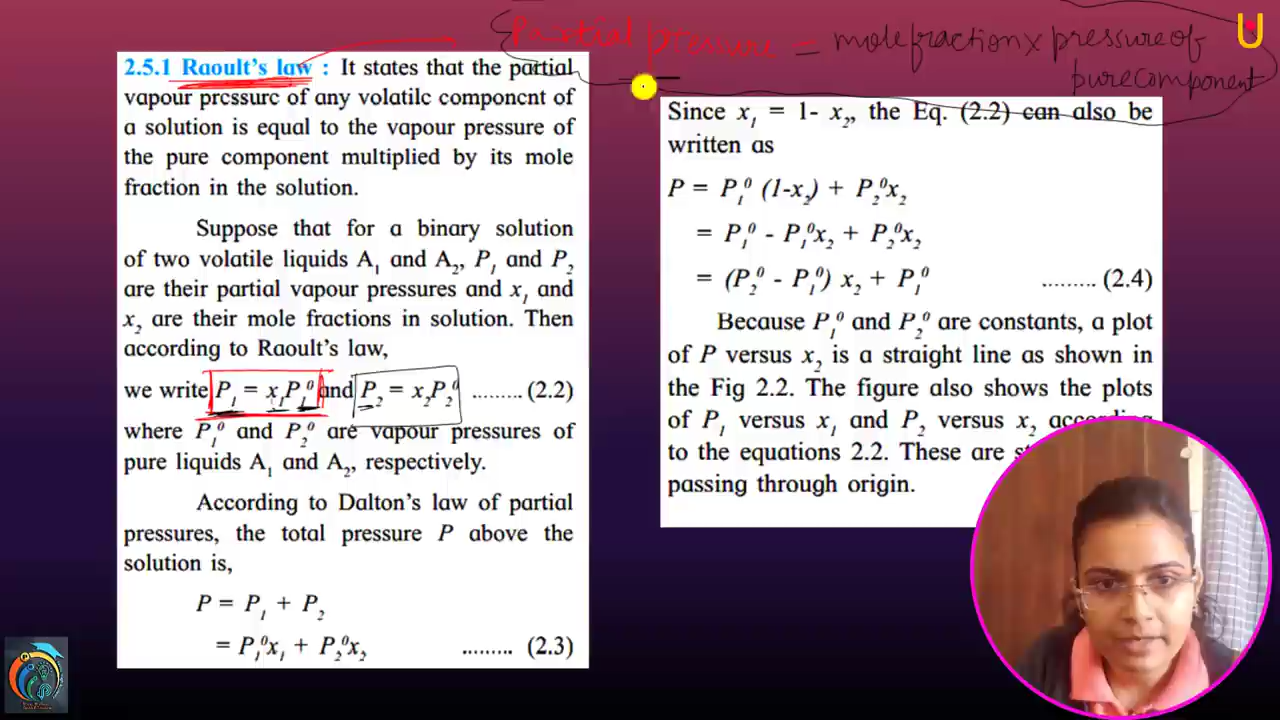 Partial pressure = mole fraction x pressure of
pure component
2.5.1 Raoult's law : It states that the partial
vapour pressure of any volatile component of
a solution is equal to the vapour pressure of
the pure component multiplied by its mole
fraction in the solution.
Suppose that for a binary solution
of two volatile liquids A₁ and A₂, P₁ and P₂
are their partial vapour pressures and x₁ and
x₂ are their mole fractions in solution. Then
according to Raoult's law,
we write P₁ = x₁P₁⁰ and P₂ = x₂P₂⁰ ........ (2.2)
where P₁⁰ and P₂⁰ are vapour pressures of
pure liquids A₁ and A₂, respectively.
According to Dalton's law of partial
pressures, the total pressure P above the
solution is,
P = P₁ + P₂
= P₁⁰x₁ + P₂⁰x₂ ......... (2.3)
Since x₁ = 1- x₂, the Eq. (2.2) can also be
written as
P = P₁⁰ (1-x₂) + P₂⁰x₂
= P₁⁰ - P₁⁰x₂ + P₂⁰x₂
= (P₂⁰ - P₁⁰) x₂ + P₁⁰ ......... (2.4)
Because P₁⁰ and P₂⁰ are constants, a plot
of P versus x₂ is a straight line as shown in
the Fig 2.2. The figure also shows the plots
of P₁ versus x₁ and P₂ versus x₂
to the equations 2.2. These are
passing through origin.